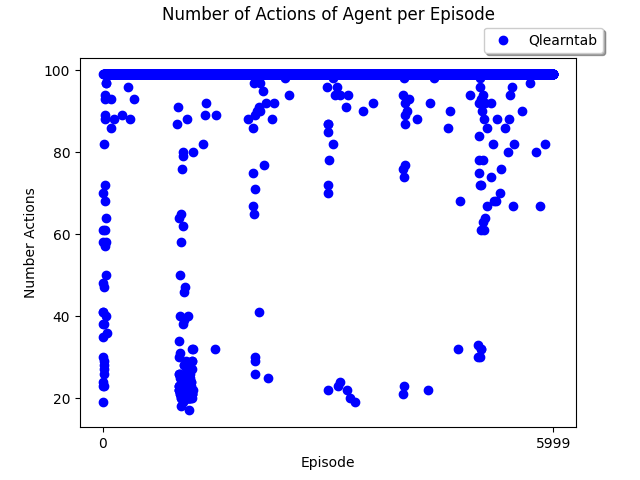 Number of Actions of Agent per Episode
Qlearntab
100
80
60
40
20
Number Actions
0
5999
Episode